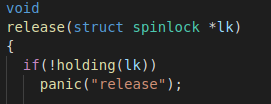 void
release(struct spinlock *lk)
{
  if(!holding(lk))
    panic("release");